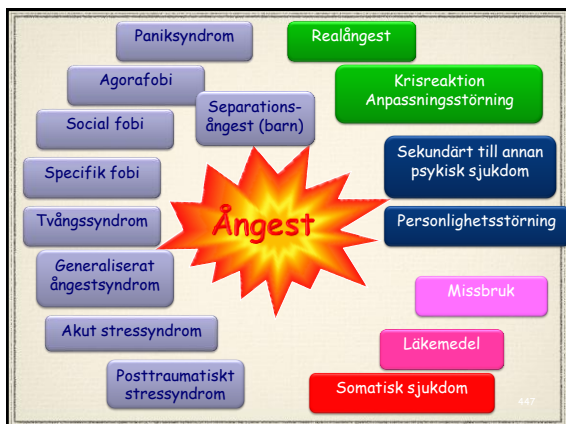 Paniksyndrom
Realångest
Agorafobi
Krisreaktion
Anpassningsstörning
Separations-
ångest (barn)
Social fobi
Sekundärt till annan
psykisk sjukdom
Specifik fobi
Ångest
Tvångssyndrom
Personlighetsstörning
Generaliserat
ångestsyndrom
Missbruk
Akut stressyndrom
Läkemedel
Posttraumatiskt
stressyndrom
Somatisk sjukdom
447